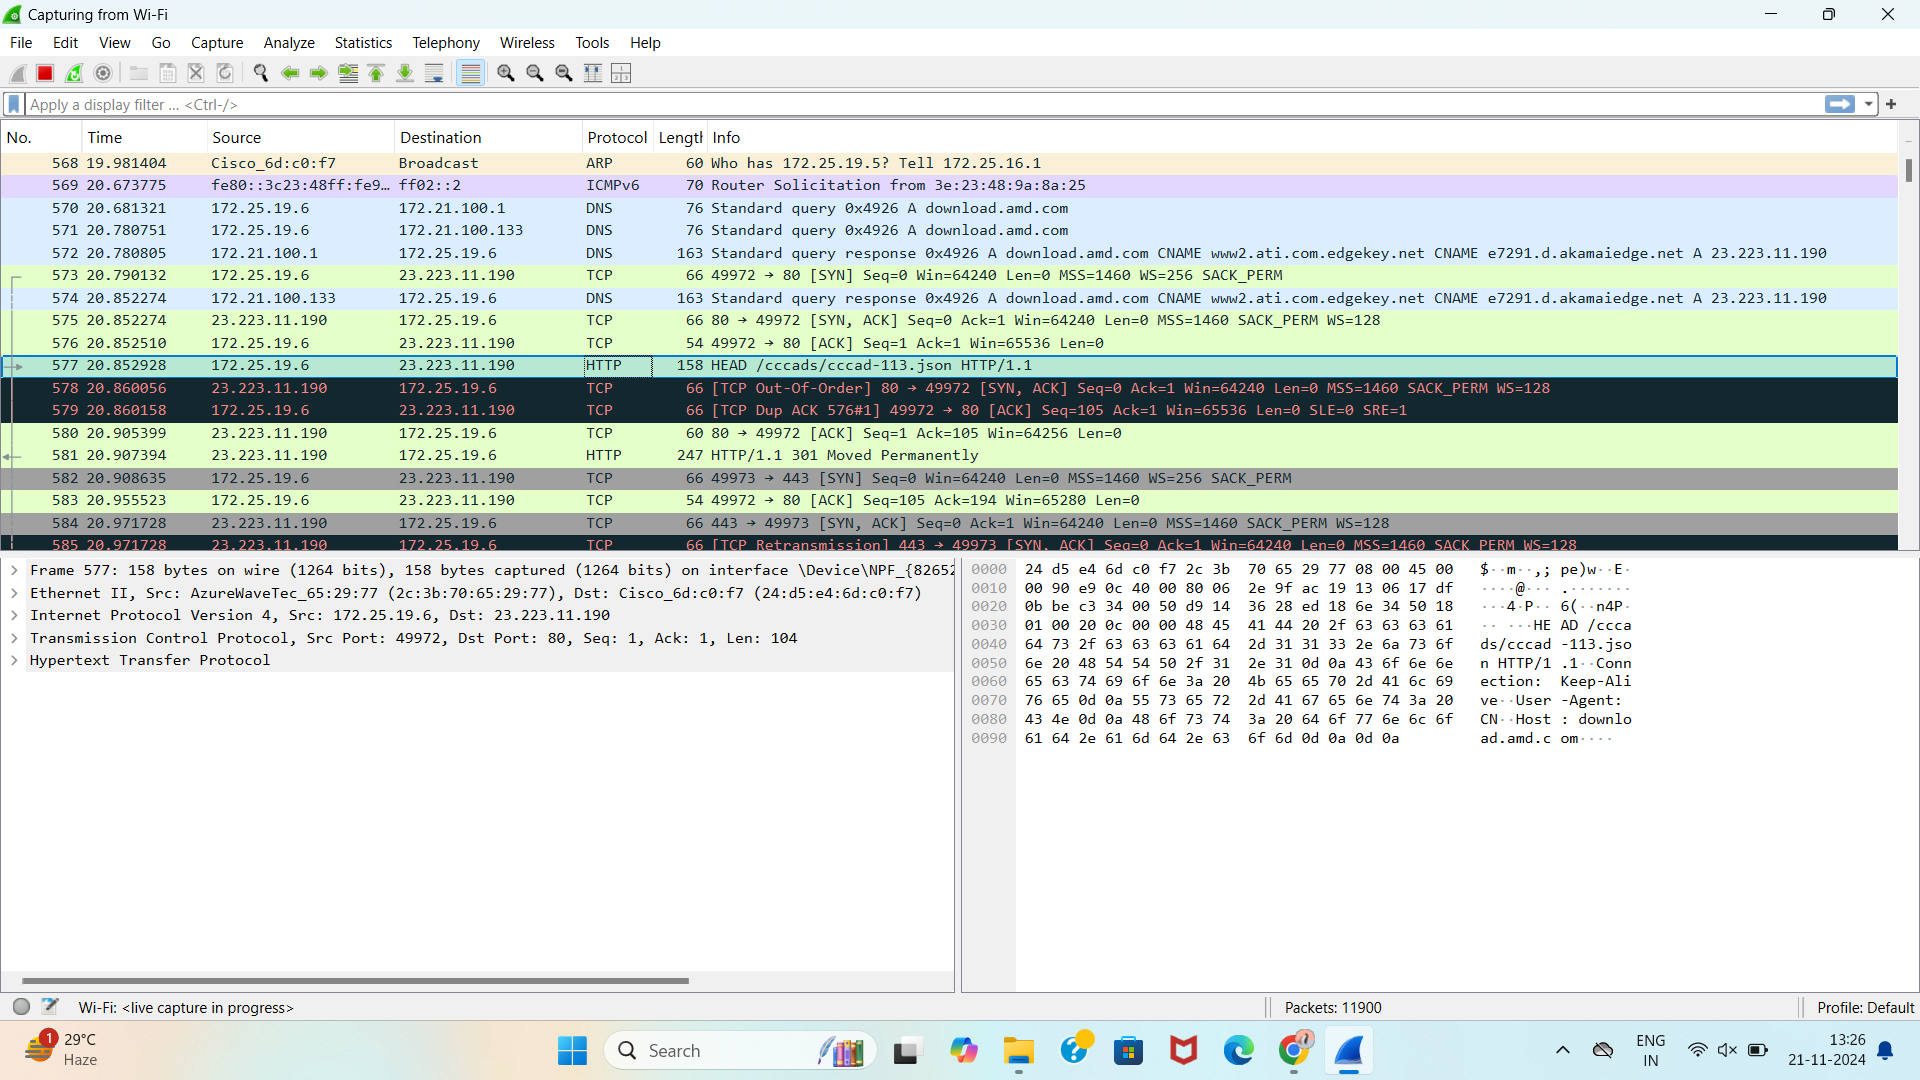 Capturing from Wi-Fi
File Edit View Go Capture Analyze Statistics Telephony Wireless Tools Help
Apply a display filter ... <Ctrl-/>
No. Time Source Destination Protocol Length Info
568 19.981404 Cisco_6d:c0:f7 Broadcast ARP 60 Who has 172.25.19.5? Tell 172.25.16.1
569 20.673775 fe80::3c23:48ff:fe9… ff02::2 ICMPv6 70 Router Solicitation from 3e:23:48:9a:8a:25
570 20.681321 172.25.19.6 172.21.100.1 DNS 76 Standard query 0x4926 A download.amd.com
571 20.780751 172.25.19.6 172.21.100.133 DNS 76 Standard query 0x4926 A download.amd.com
572 20.780805 172.21.100.1 172.25.19.6 DNS 163 Standard query response 0x4926 A download.amd.com CNAME www2.ati.com.edgekey.net CNAME e7291.d.akamaiedge.net A 23.223.11.190
573 20.790132 172.25.19.6 23.223.11.190 TCP 66 49972 → 80 [SYN] Seq=0 Win=64240 Len=0 MSS=1460 WS=256 SACK_PERM
574 20.852274 172.21.100.133 172.25.19.6 DNS 163 Standard query response 0x4926 A download.amd.com CNAME www2.ati.com.edgekey.net CNAME e7291.d.akamaiedge.net A 23.223.11.190
575 20.852274 23.223.11.190 172.25.19.6 TCP 66 80 → 49972 [SYN, ACK] Seq=0 Ack=1 Win=64240 Len=0 MSS=1460 SACK_PERM WS=128
576 20.852510 172.25.19.6 23.223.11.190 TCP 54 49972 → 80 [ACK] Seq=1 Ack=1 Win=65536 Len=0
577 20.852928 172.25.19.6 23.223.11.190 HTTP 158 HEAD /cccads/cccad-113.json HTTP/1.1
578 20.860056 23.223.11.190 172.25.19.6 TCP 66 [TCP Out-Of-Order] 80 → 49972 [SYN, ACK] Seq=0 Ack=1 Win=64240 Len=0 MSS=1460 SACK_PERM WS=128
579 20.860158 172.25.19.6 23.223.11.190 TCP 66 [TCP Dup ACK 576#1] 49972 → 80 [ACK] Seq=105 Ack=1 Win=65536 Len=0 SLE=0 SRE=1
580 20.905399 23.223.11.190 172.25.19.6 TCP 60 80 → 49972 [ACK] Seq=1 Ack=105 Win=64256 Len=0
581 20.907394 23.223.11.190 172.25.19.6 HTTP 247 HTTP/1.1 301 Moved Permanently
582 20.908635 172.25.19.6 23.223.11.190 TCP 66 49973 → 443 [SYN] Seq=0 Win=64240 Len=0 MSS=1460 WS=256 SACK_PERM
583 20.955523 172.25.19.6 23.223.11.190 TCP 54 49972 → 80 [ACK] Seq=105 Ack=194 Win=65280 Len=0
584 20.971728 23.223.11.190 172.25.19.6 TCP 66 443 → 49973 [SYN, ACK] Seq=0 Ack=1 Win=64240 Len=0 MSS=1460 SACK_PERM WS=128
585 20.971728 23.223.11.190 172.25.19.6 TCP 66 [TCP Retransmission] 443 → 49973 [SYN, ACK] Seq=0 Ack=1 Win=64240 Len=0 MSS=1460 SACK_PERM WS=128
Frame 577: 158 bytes on wire (1264 bits), 158 bytes captured (1264 bits) on interface \Device\NPF_{8265
Ethernet II, Src: AzureWaveTec_65:29:77 (2c:3b:70:65:29:77), Dst: Cisco_6d:c0:f7 (24:d5:e4:6d:c0:f7)
Internet Protocol Version 4, Src: 172.25.19.6, Dst: 23.223.11.190
Transmission Control Protocol, Src Port: 49972, Dst Port: 80, Seq: 1, Ack: 1, Len: 104
Hypertext Transfer Protocol
0000 24 d5 e4 6d c0 f7 2c 3b 70 65 29 77 08 00 45 00 $··m··,; pe)w··E·
0010 00 90 e9 0c 40 00 80 06 2e 9f ac 19 13 06 17 df ····@··· .·······
0020 0b be c3 34 00 50 d9 14 36 28 ed 18 6e 34 50 18 ···4·P·· 6(··n4P·
0030 01 00 20 0c 00 00 48 45 41 44 20 2f 63 63 63 61 ·· ···HE AD /ccca
0040 64 73 2f 63 63 63 61 64 2d 31 31 33 2e 6a 73 6f ds/cccad -113.jso
0050 6e 20 48 54 54 50 2f 31 2e 31 0d 0a 43 6f 6e 6e n HTTP/1 .1··Conn
0060 65 63 74 69 6f 6e 3a 20 4b 65 65 70 2d 41 6c 69 ection: Keep-Ali
0070 76 65 0d 0a 55 73 65 72 2d 41 67 65 6e 74 3a 20 ve··User -Agent:
0080 43 4e 0d 0a 48 6f 73 74 3a 20 64 6f 77 6e 6c 6f CN··Host : downlo
0090 61 64 2e 61 6d 64 2e 63 6f 6d 0d 0a 0d 0a ad.amd.c om····
Wi-Fi: <live capture in progress> Packets: 11900 Profile: Default
1
29°C
Haze
Search
ENG
IN
13:26
21-11-2024